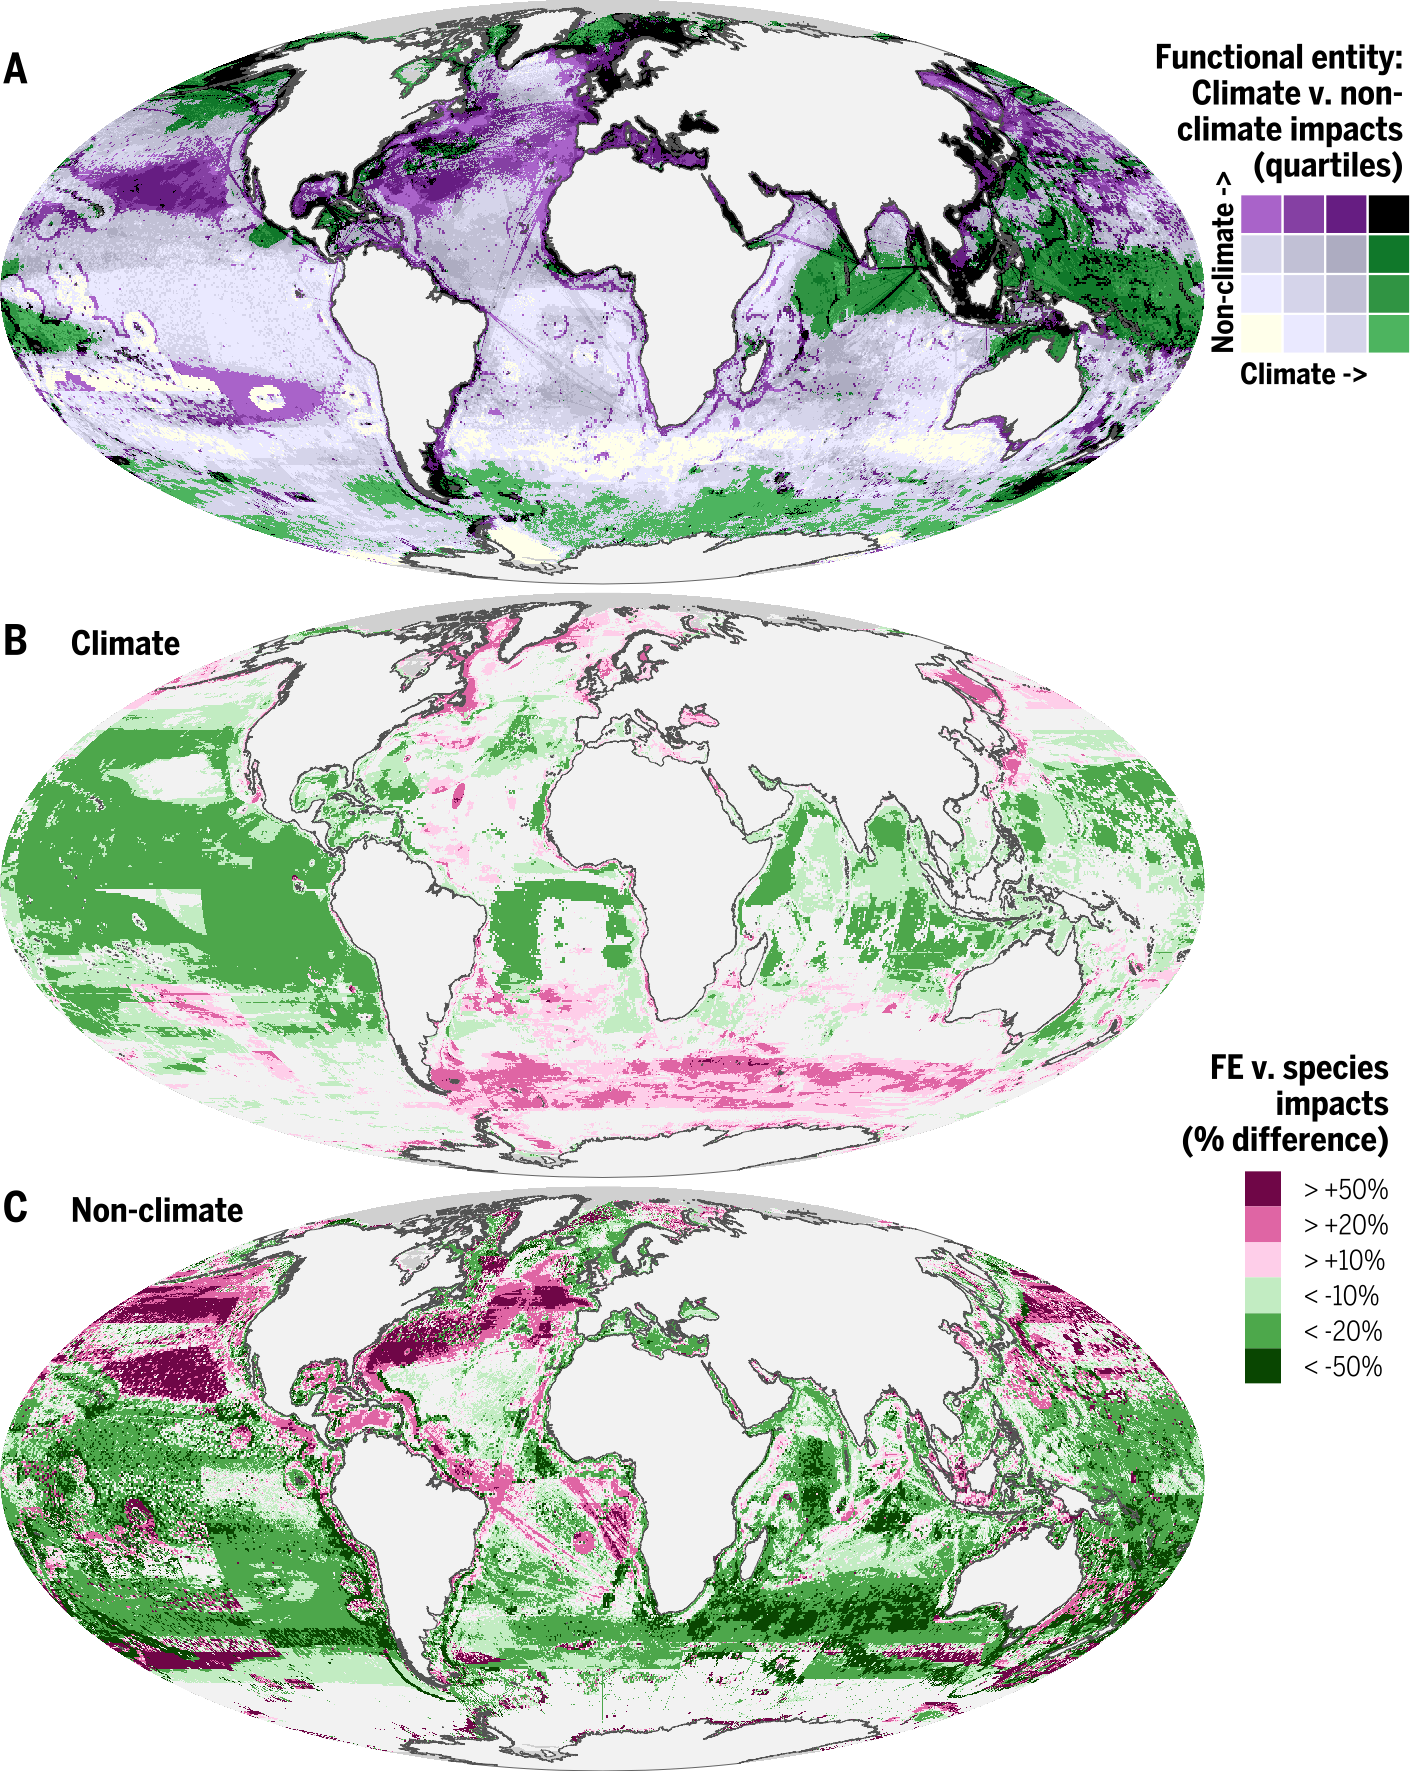 A
Functional entity:
Climate v. non-
climate impacts
(quartiles)
Non-climate ->
Climate ->
B
Climate
FE v. species
impacts
(% difference)
> +50%
> +20%
> +10%
< -10%
< -20%
< -50%
C
Non-climate